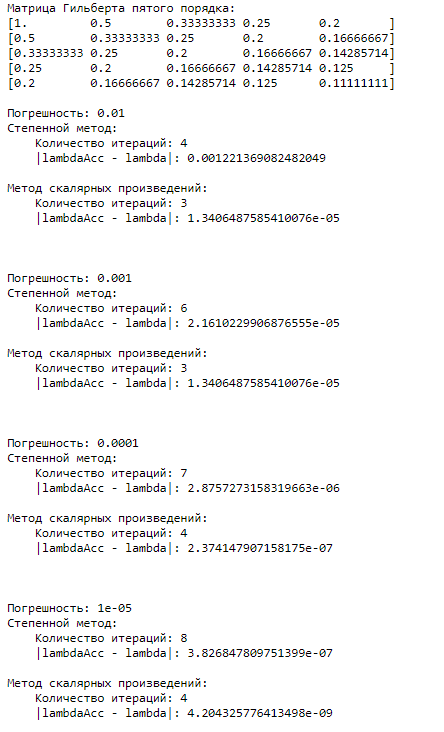 Матрица Гильберта пятого порядка:
[1.         0.5        0.33333333 0.25       0.2       ]
[0.5        0.33333333 0.25       0.2        0.16666667]
[0.33333333 0.25       0.2        0.16666667 0.14285714]
[0.25       0.2        0.16666667 0.14285714 0.125     ]
[0.2        0.16666667 0.14285714 0.125      0.11111111]
Погрешность: 0.01
Степенной метод:
Количество итераций: 4
|lambdaAcc - lambda|: 0.001221369082482049
Метод скалярных произведений:
Количество итераций: 3
|lambdaAcc - lambda|: 1.3406487585410076e-05
Погрешность: 0.001
Степенной метод:
Количество итераций: 6
|lambdaAcc - lambda|: 2.1610229906876555e-05
Метод скалярных произведений:
Количество итераций: 3
|lambdaAcc - lambda|: 1.3406487585410076e-05
Погрешность: 0.0001
Степенной метод:
Количество итераций: 7
|lambdaAcc - lambda|: 2.8757273158319663e-06
Метод скалярных произведений:
Количество итераций: 4
|lambdaAcc - lambda|: 2.374147907158175e-07
Погрешность: 1e-05
Степенной метод:
Количество итераций: 8
|lambdaAcc - lambda|: 3.826847809751399e-07
Метод скалярных произведений:
Количество итераций: 4
|lambdaAcc - lambda|: 4.204325776413498e-09